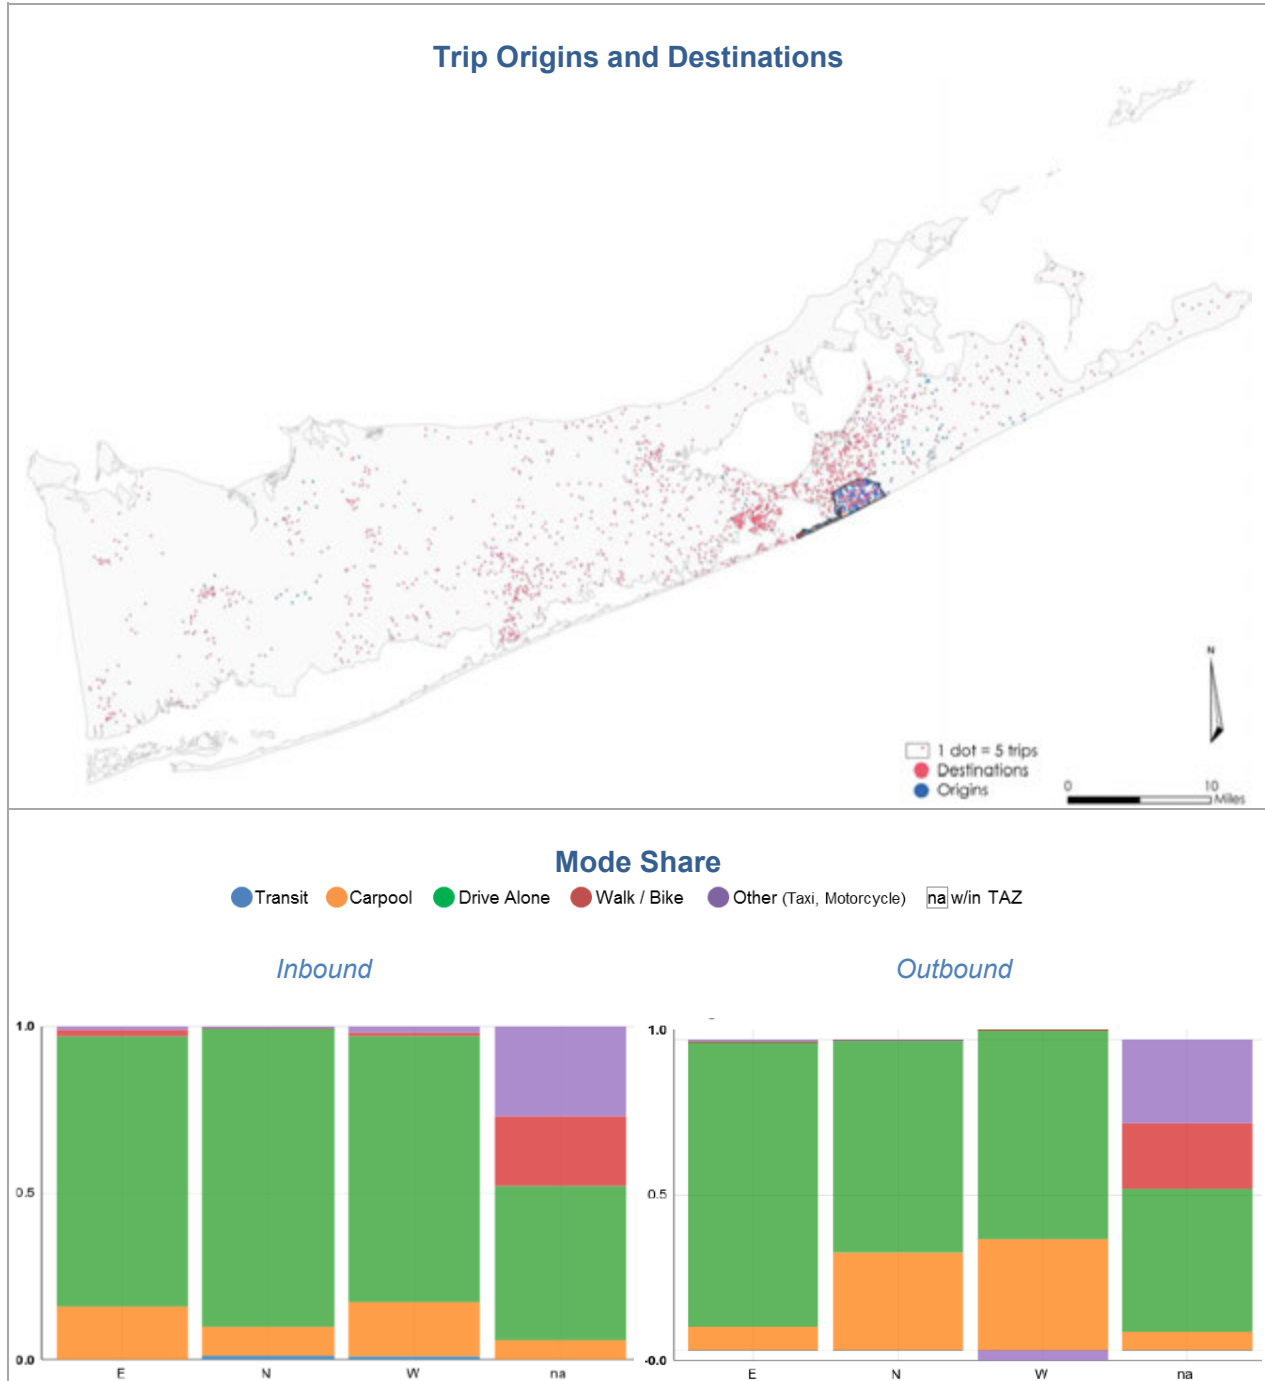 Trip Origins and Destinations
N
1 dot = 5 trips
Destinations
Origins
0 10
Miles
Mode Share
Transit Carpool Drive Alone Walk / Bike Other (Taxi, Motorcycle) na w/in TAZ
Inbound Outbound
1.0
0.5
0.0
E N W na
1.0
0.5
-0.0
E N W na